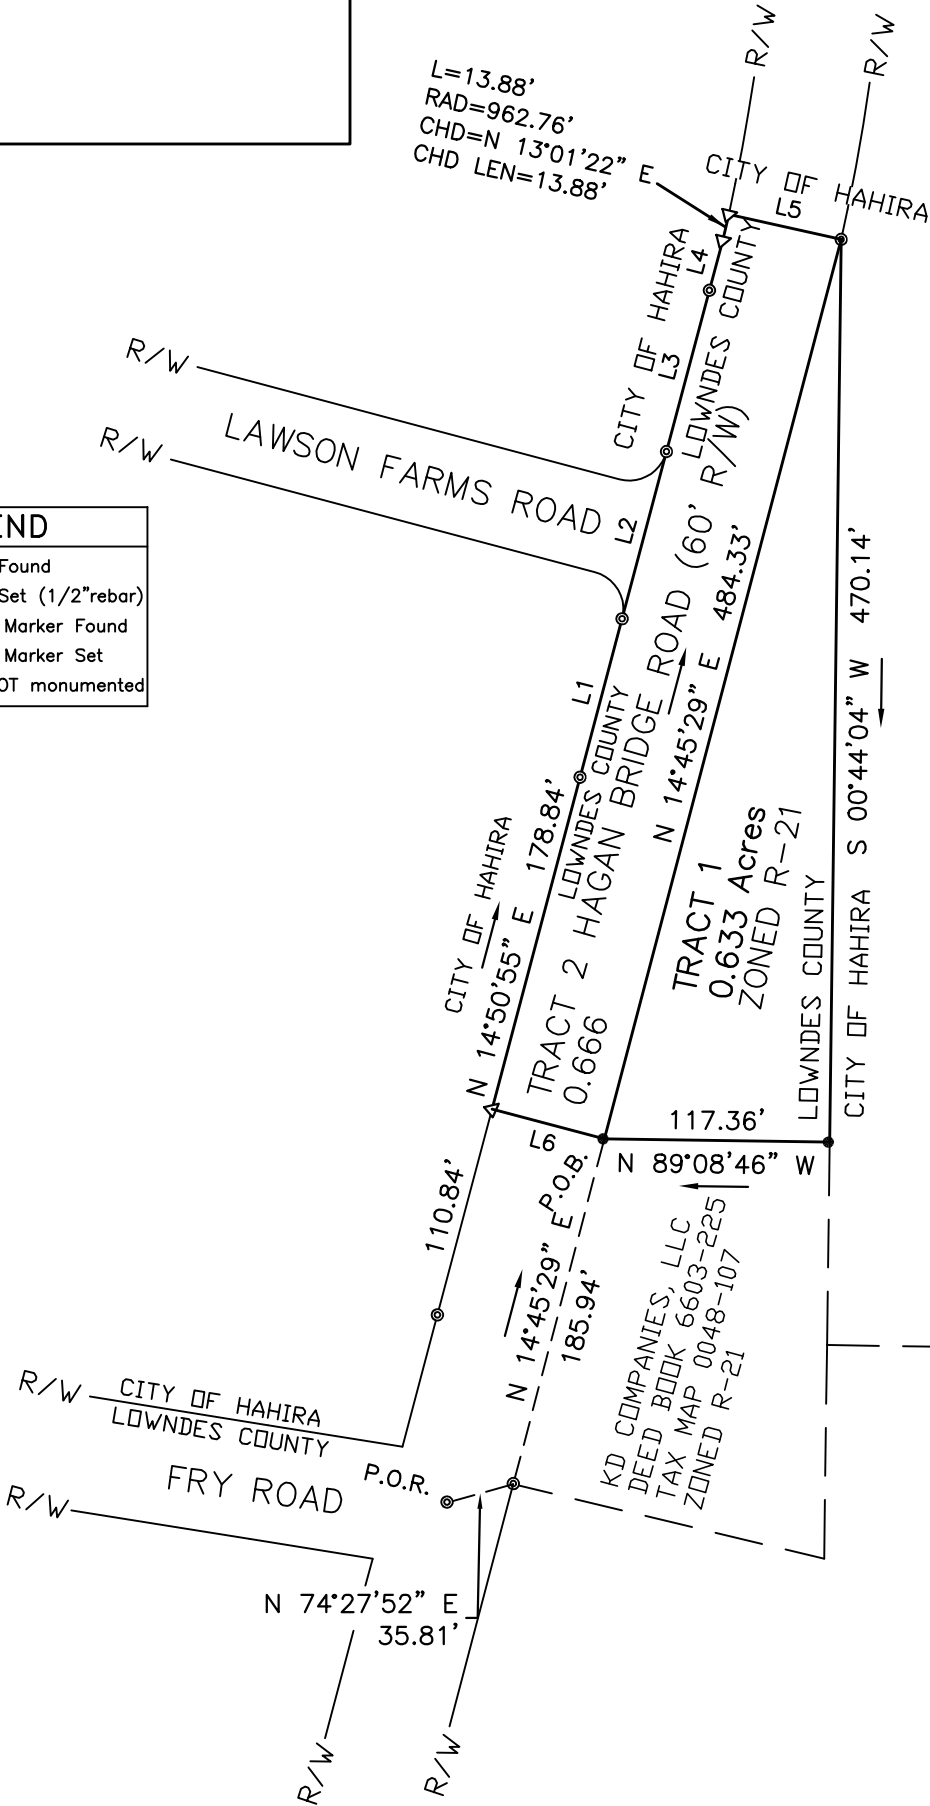 R/W
R/W
L=13.88'
RAD=962.76'
CHD=N 13°01'22" E
CHD LEN=13.88'
CITY OF HAHIRA
L5
L4
CITY OF HAHIRA
LOWNDES COUNTY
L3
R/W
R/W
LAWSON FARMS ROAD
L2
Found
Set (1/2"rebar)
Marker Found
Marker Set
OT monumented
L1
LOWNDES COUNTY
TRACT 2 HAGAN BRIDGE ROAD (60' R/W)
0.666
N 14°45'29" E 484.33'
S 00°44'04" W 470.14'
CITY OF HAHIRA
LOWNDES COUNTY
TRACT 1
0.633 Acres
ZONED R-21
CITY OF HAHIRA
N 14°50'55" E 178.84'
L6
117.36'
N 89°08'46" W
P.O.B.
110.84'
N 14°45'29" E
185.94'
KD COMPANIES, LLC
DEED BOOK 6603-225
TAX MAP 0048-107
ZONED R-21
R/W
CITY OF HAHIRA
LOWNDES COUNTY
FRY ROAD
P.O.R.
R/W
N 74°27'52" E
35.81'
R/W
R/W